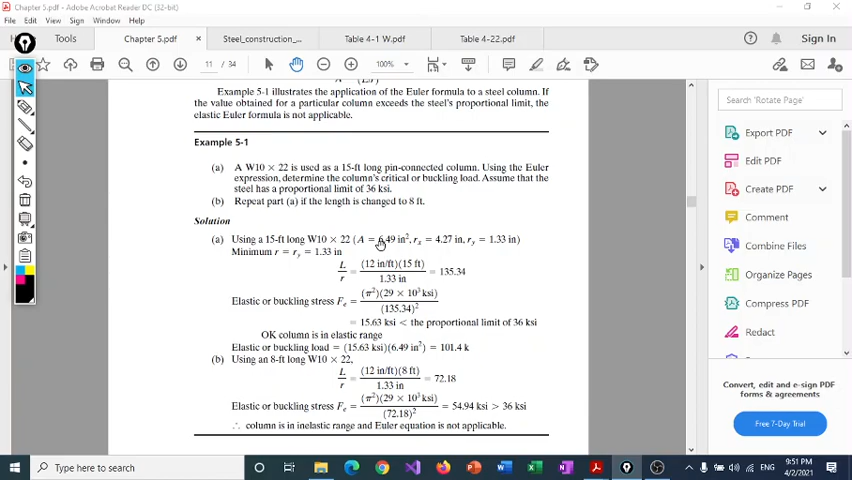 Chapter 5.pdf - Adobe Acrobat Reader DC (32-bit)
File Edit View Sign Window Help
Tools Chapter 5.pdf × Steel_construction_... Table 4-1 W.pdf Table 4-22.pdf Sign In
11 / 34 100%
Example 5-1 illustrates the application of the Euler formula to a steel column. If
the value obtained for a particular column exceeds the steel's proportional limit, the
elastic Euler formula is not applicable.
Example 5-1
(a) A W10 × 22 is used as a 15-ft long pin-connected column. Using the Euler
expression, determine the column's critical or buckling load. Assume that the
steel has a proportional limit of 36 ksi.
(b) Repeat part (a) if the length is changed to 8 ft.
Solution
(a) Using a 15-ft long W10 × 22 (A = 6.49 in², rx = 4.27 in, ry = 1.33 in)
Minimum r = ry = 1.33 in
L/r = (12 in/ft)(15 ft)/1.33 in = 135.34
Elastic or buckling stress Fe = (π²)(29 × 10³ ksi)/(135.34)²
= 15.63 ksi < the proportional limit of 36 ksi
OK column is in elastic range
Elastic or buckling load = (15.63 ksi)(6.49 in²) = 101.4 k
(b) Using an 8-ft long W10 × 22,
L/r = (12 in/ft)(8 ft)/1.33 in = 72.18
Elastic or buckling stress Fe = (π²)(29 × 10³ ksi)/(72.18)² = 54.94 ksi > 36 ksi
∴ column is in inelastic range and Euler equation is not applicable.
Search 'Rotate Page'
Export PDF
Edit PDF
Create PDF
Comment
Combine Files
Organize Pages
Compress PDF
Redact
Convert, edit and e-sign PDF
forms & agreements
Free 7-Day Trial
Type here to search
ENG
9:51 PM
4/2/2021